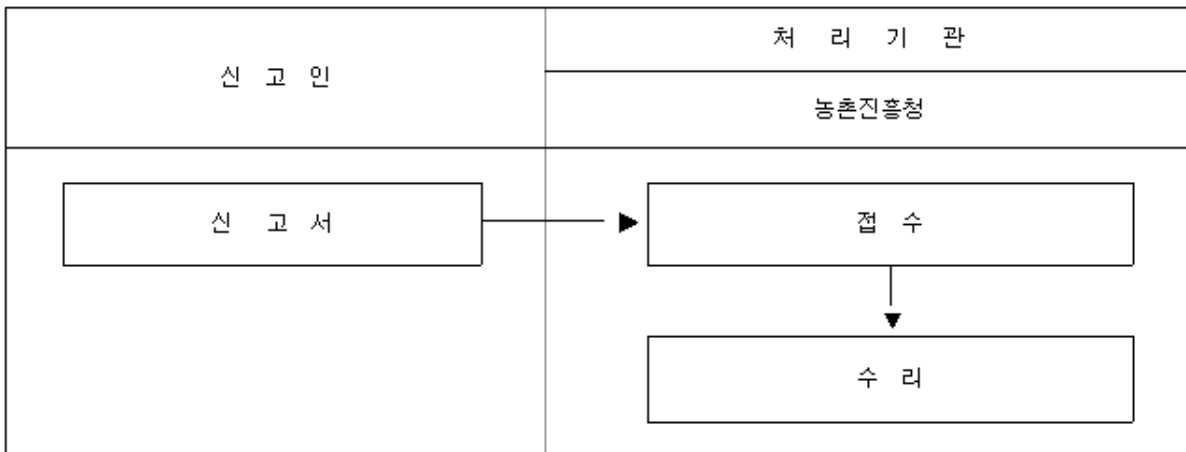 처 리 기 관
신 고 인
농촌진흥청
신 고 서
접 수
수 리